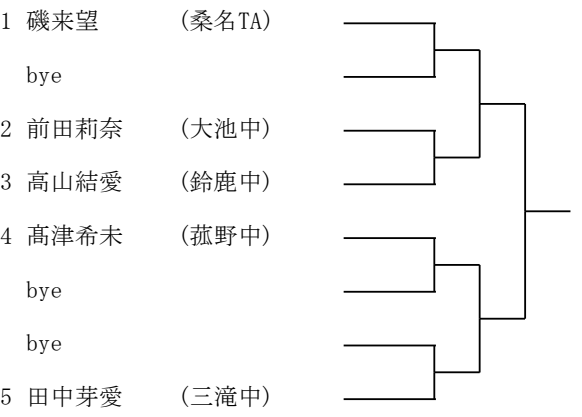 1 磯来望 (桑名TA)
bye
2 前田莉奈 (大池中)
3 高山結愛 (鈴鹿中)
4 髙津希未 (菰野中)
bye
bye
5 田中芽愛 (三滝中)